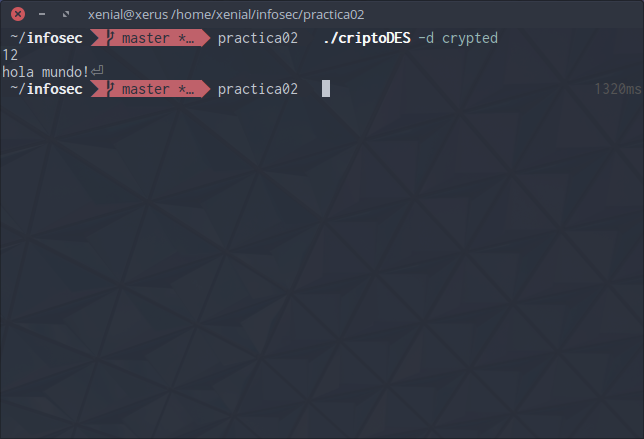 xenial@xerus /home/xenial/infosec/practica02
~/infosec master *… practica02 ./criptoDES -d crypted
12
hola mundo!⏎
~/infosec master *… practica02 1320ms